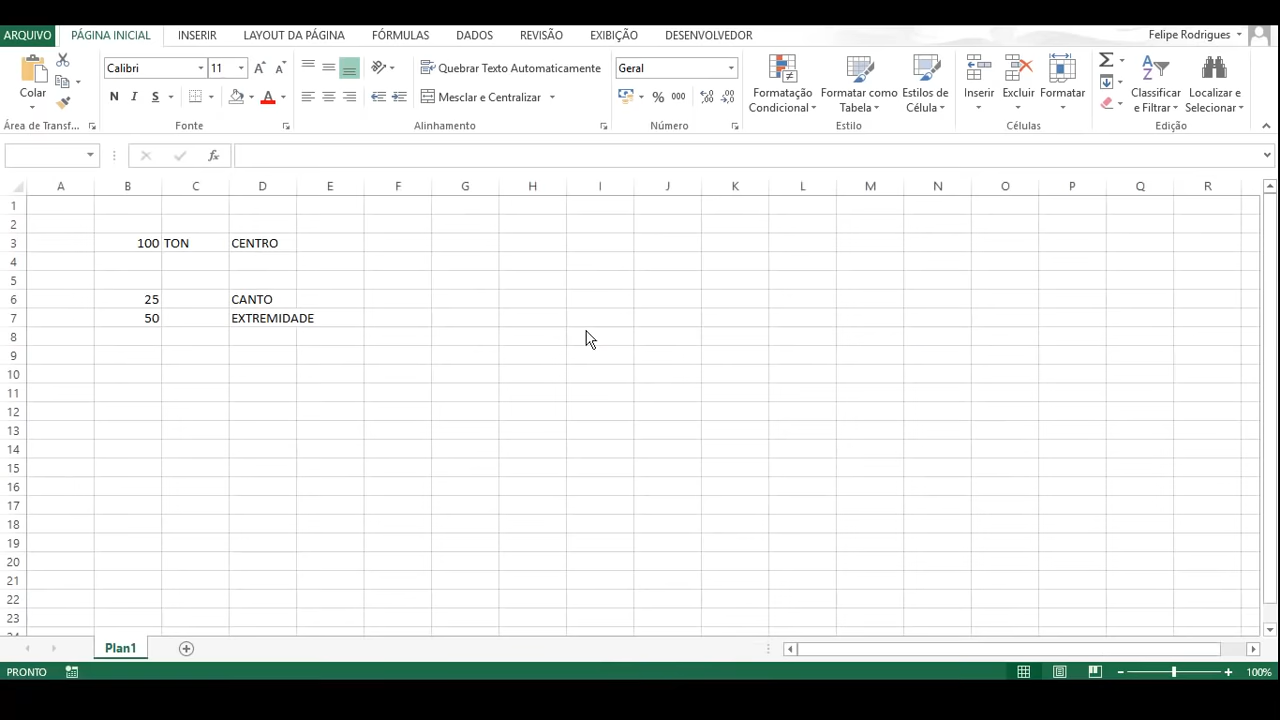 ARQUIVO PÁGINA INICIAL INSERIR LAYOUT DA PÁGINA FÓRMULAS DADOS REVISÃO EXIBIÇÃO DESENVOLVEDOR Felipe Rodrigues
Colar Calibri 11 Quebrar Texto Automaticamente Geral Formatação Condicional Formatar como Tabela Estilos de Célula Inserir Excluir Formatar Classificar e Filtrar Localizar e Selecionar
N I S Mesclar e Centralizar % 000
Área de Transf... Fonte Alinhamento Número Estilo Células Edição
fx
A B C D E F G H I J K L M N O P Q R
1
2
3 100 TON CENTRO
4
5
6 25 CANTO
7 50 EXTREMIDADE
8
9
10
11
12
13
14
15
16
17
18
19
20
21
22
23
24
Plan1
PRONTO 100%